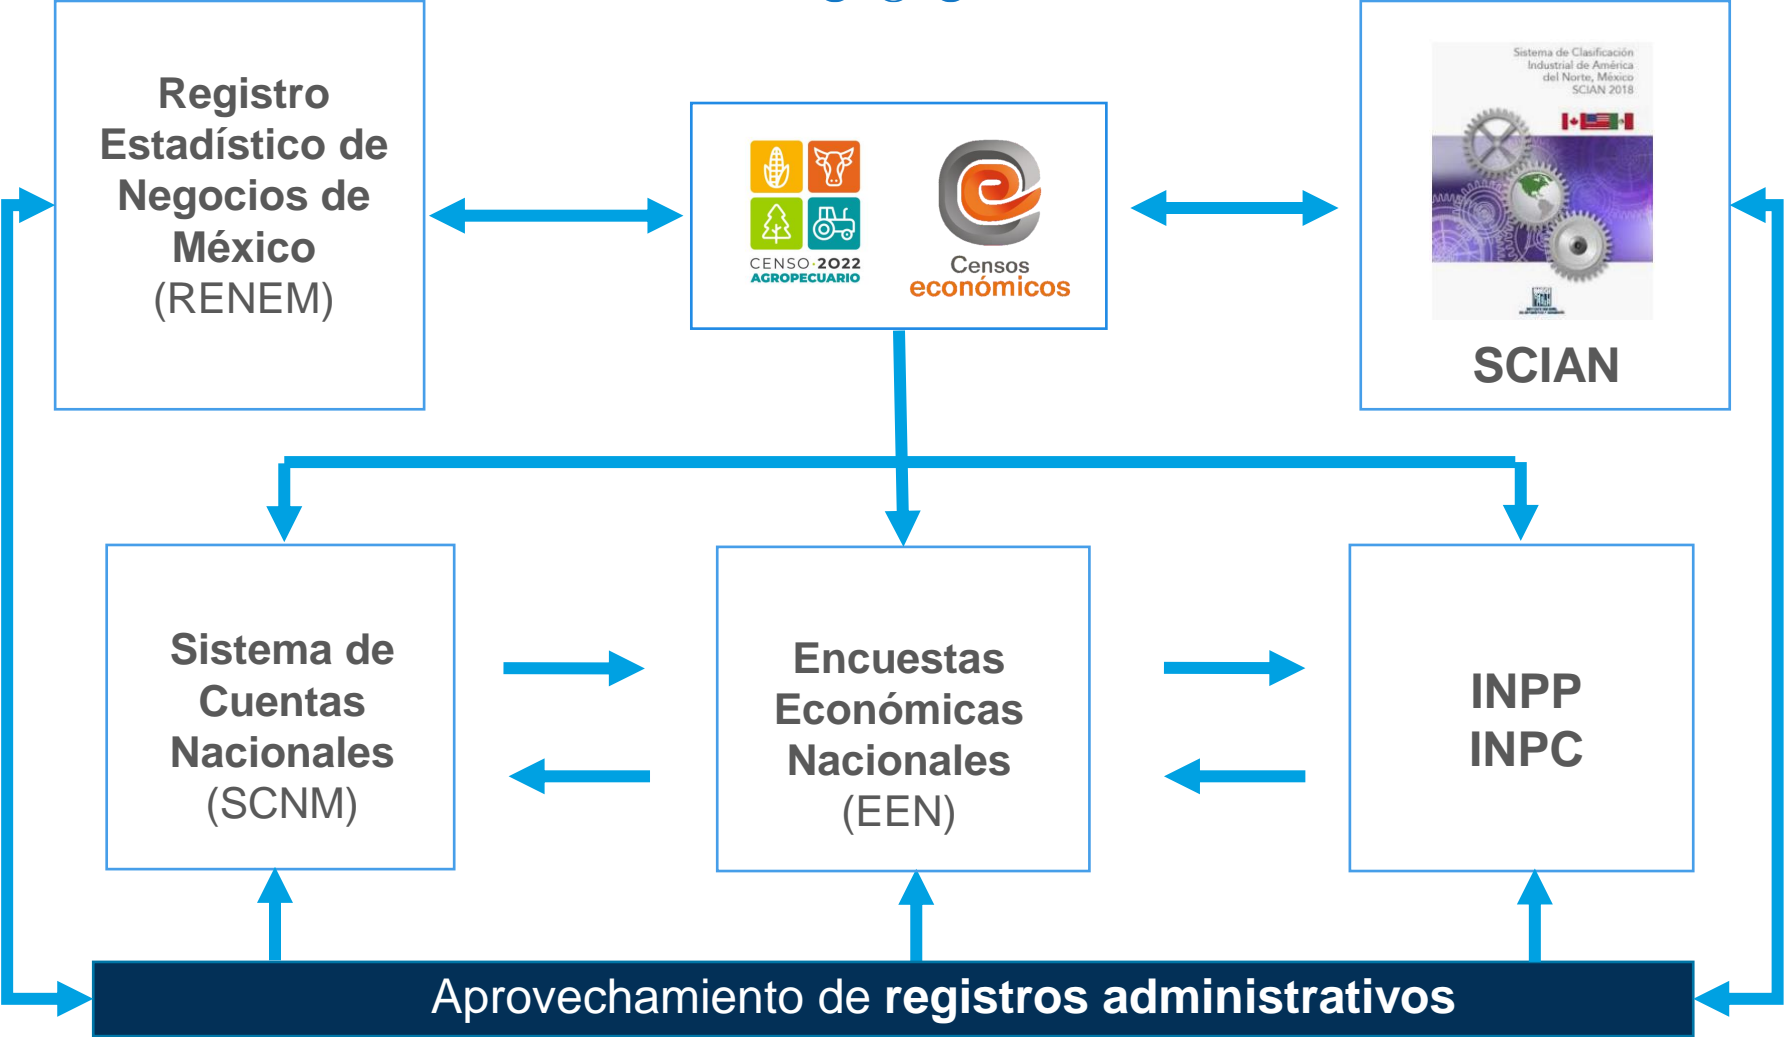 Registro
Estadístico de
Negocios de
México
(RENEM)
CENSO·2022
AGROPECUARIO
Censos
económicos
Sistema de Clasificación
Industrial de América
del Norte, México
SCIAN 2018
SCIAN
Sistema de
Cuentas
Nacionales
(SCNM)
Encuestas
Económicas
Nacionales
(EEN)
INPP
INPC
Aprovechamiento de registros administrativos